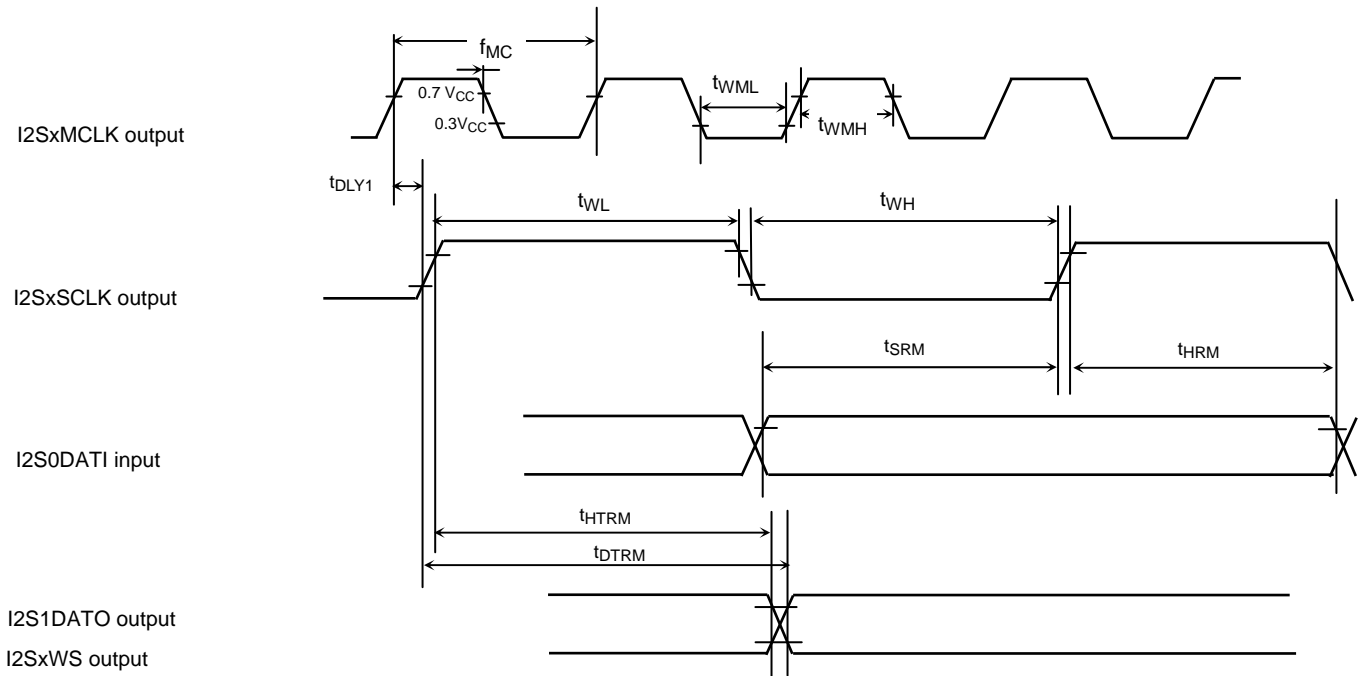 fMC
tWML
0.7 VCC
0.3VCC
tWMH
I2SxMCLK output
tDLY1
tWL
tWH
I2SxSCLK output
tSRM
tHRM
I2S0DATI input
tHTRM
tDTRM
I2S1DATO output
I2SxWS output